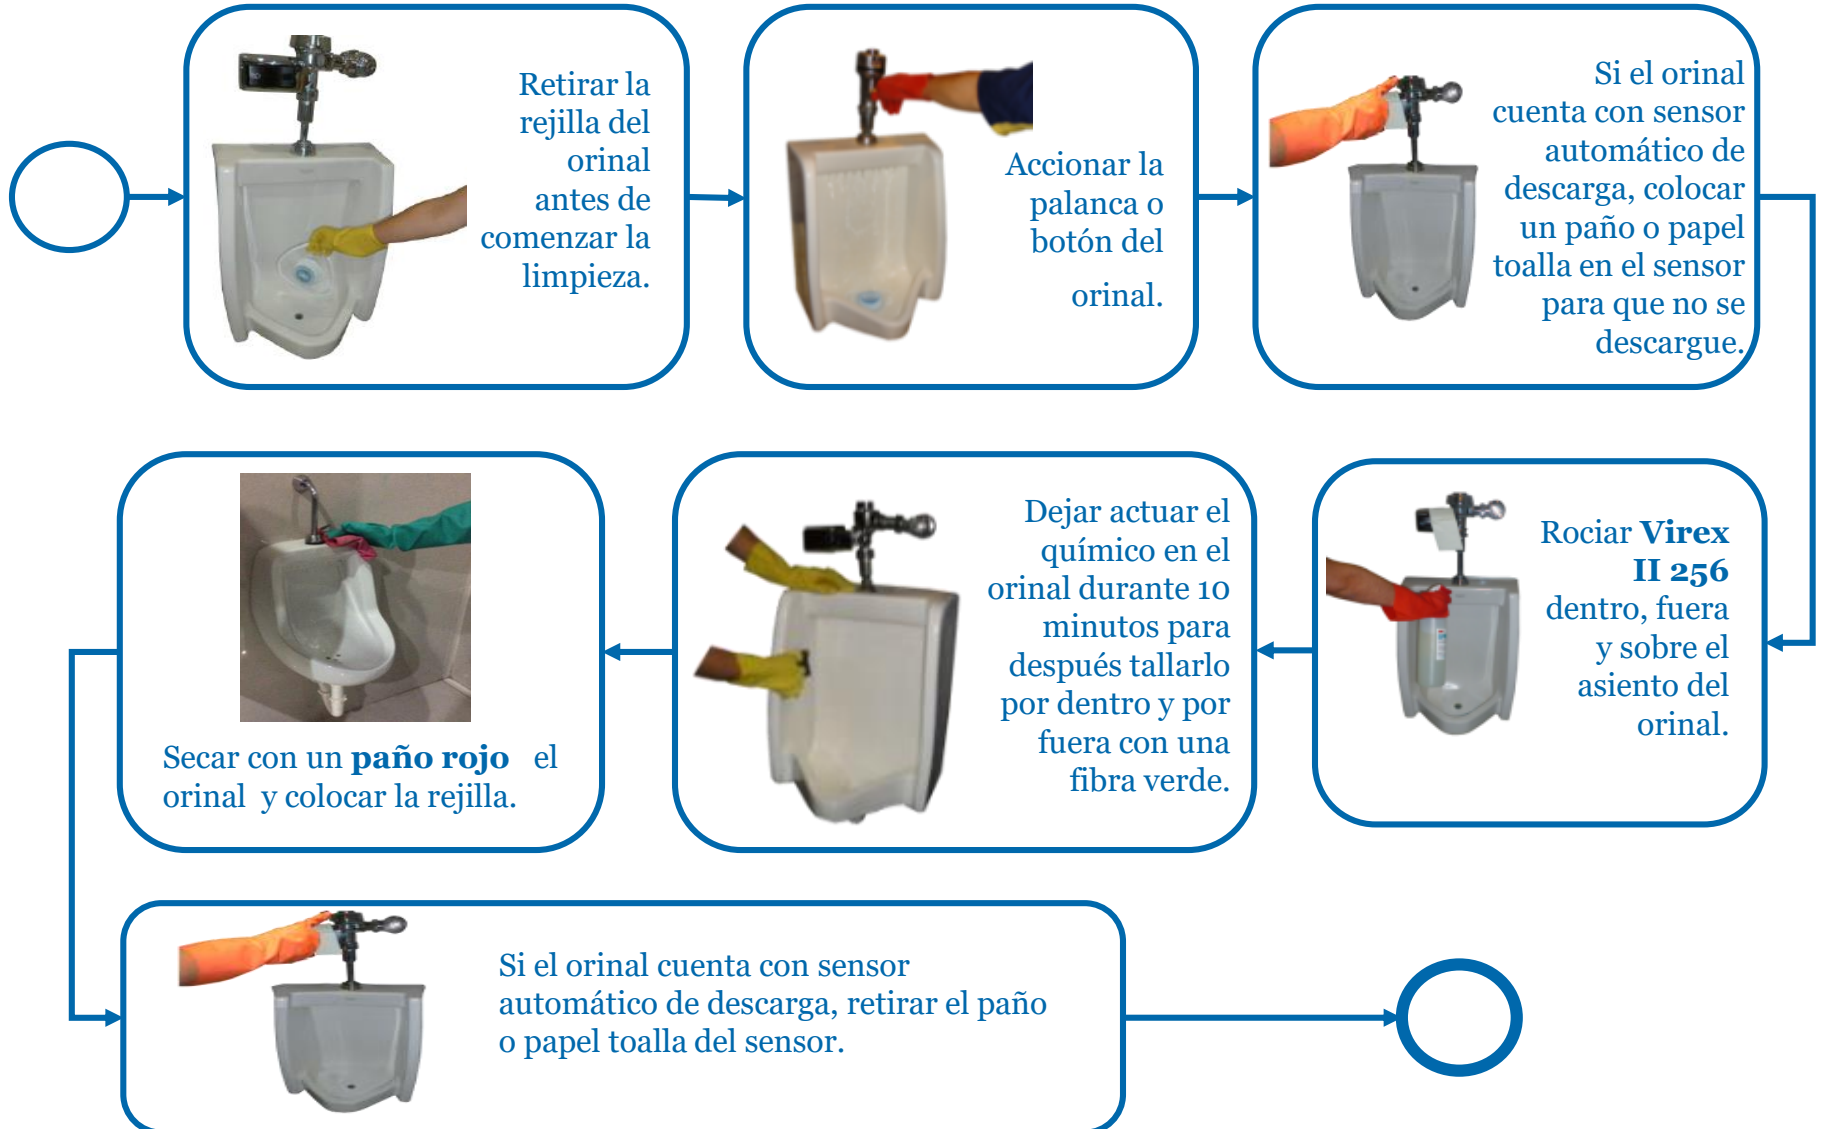 Retirar la
rejilla del
orinal
antes de
comenzar la
limpieza.
Accionar la
palanca o
botón del
orinal.
Si el orinal
cuenta con sensor
automático de
descarga, colocar
un paño o papel
toalla en el sensor
para que no se
descargue.
Rociar Virex
II 256
dentro, fuera
y sobre el
asiento del
orinal.
Dejar actuar el
químico en el
orinal durante 10
minutos para
después tallarlo
por dentro y por
fuera con una
fibra verde.
Secar con un paño rojo el
orinal y colocar la rejilla.
Si el orinal cuenta con sensor
automático de descarga, retirar el paño
o papel toalla del sensor.